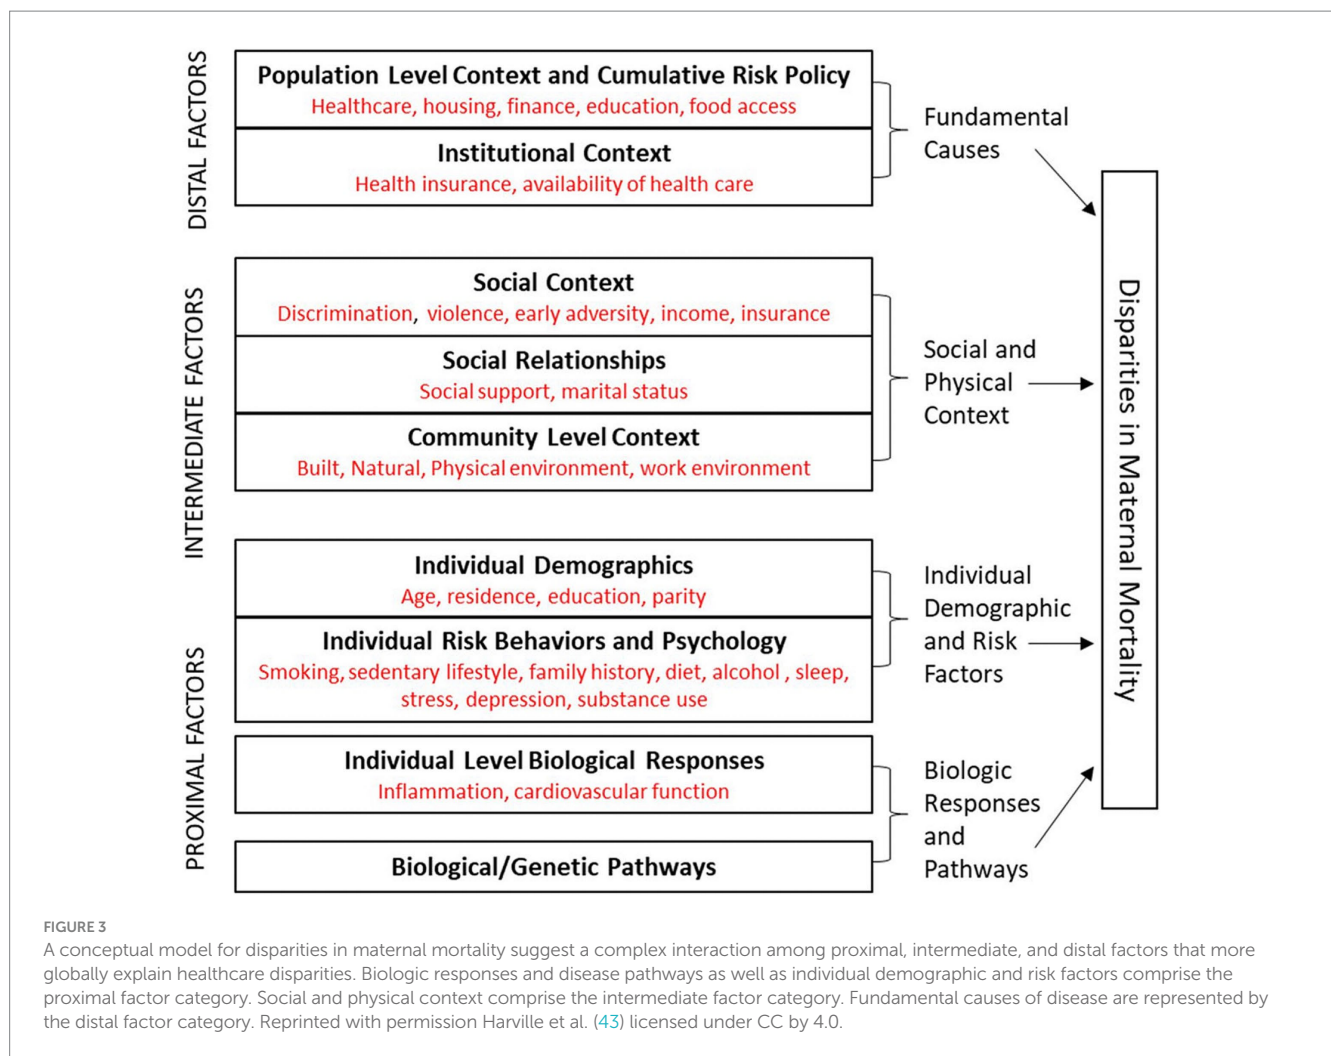 DISTAL FACTORS
Population Level Context and Cumulative Risk Policy
Healthcare, housing, finance, education, food access
Institutional Context
Health insurance, availability of health care
Fundamental
Causes
INTERMEDIATE FACTORS
Social Context
Discrimination, violence, early adversity, income, insurance
Social Relationships
Social support, marital status
Community Level Context
Built, Natural, Physical environment, work environment
Social and
Physical
Context
PROXIMAL FACTORS
Individual Demographics
Age, residence, education, parity
Individual Risk Behaviors and Psychology
Smoking, sedentary lifestyle, family history, diet, alcohol , sleep,
stress, depression, substance use
Individual
Demographic
and Risk
Factors
Individual Level Biological Responses
Inflammation, cardiovascular function
Biological/Genetic Pathways
Biologic
Responses
and
Pathways
Disparities in Maternal Mortality
FIGURE 3
A conceptual model for disparities in maternal mortality suggest a complex interaction among proximal, intermediate, and distal factors that more
globally explain healthcare disparities. Biologic responses and disease pathways as well as individual demographic and risk factors comprise the
proximal factor category. Social and physical context comprise the intermediate factor category. Fundamental causes of disease are represented by
the distal factor category. Reprinted with permission Harville et al. (43) licensed under CC by 4.0.